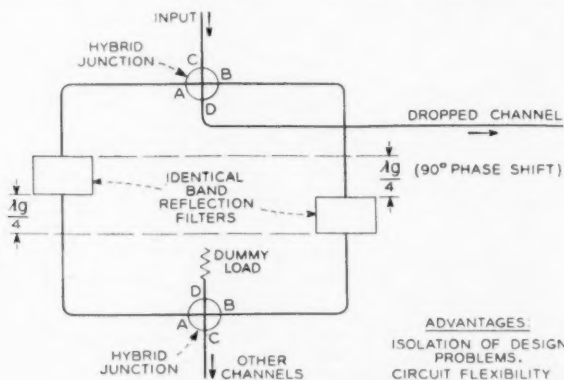 INPUT
HYBRID
JUNCTION
C
A
B
D
DROPPED CHANNEL
λg
4
(90° PHASE SHIFT)
IDENTICAL
BAND
REFLECTION
FILTERS
λg
4
DUMMY
LOAD
D
A
B
C
HYBRID
JUNCTION
OTHER
CHANNELS
ADVANTAGES:
ISOLATION OF DESIGN
PROBLEMS.
CIRCUIT FLEXIBILITY